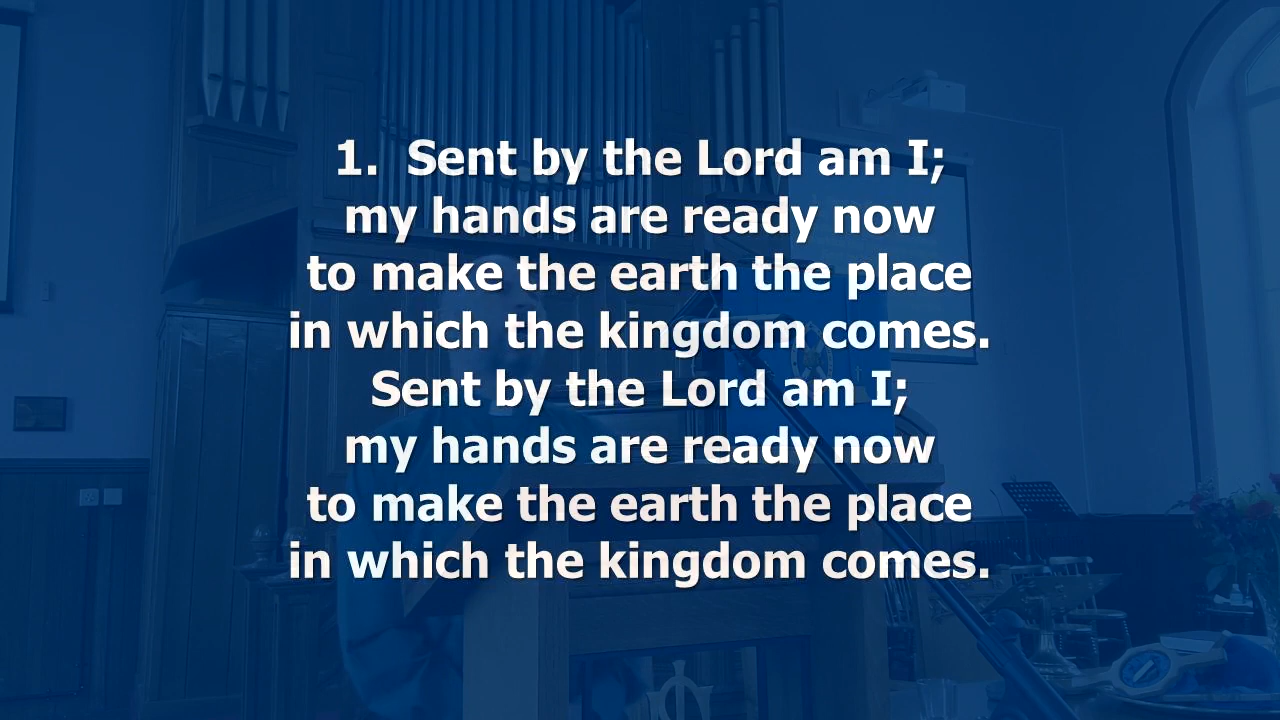 1. Sent by the Lord am I;
my hands are ready now
to make the earth the place
in which the kingdom comes.
Sent by the Lord am I;
my hands are ready now
to make the earth the place
in which the kingdom comes.